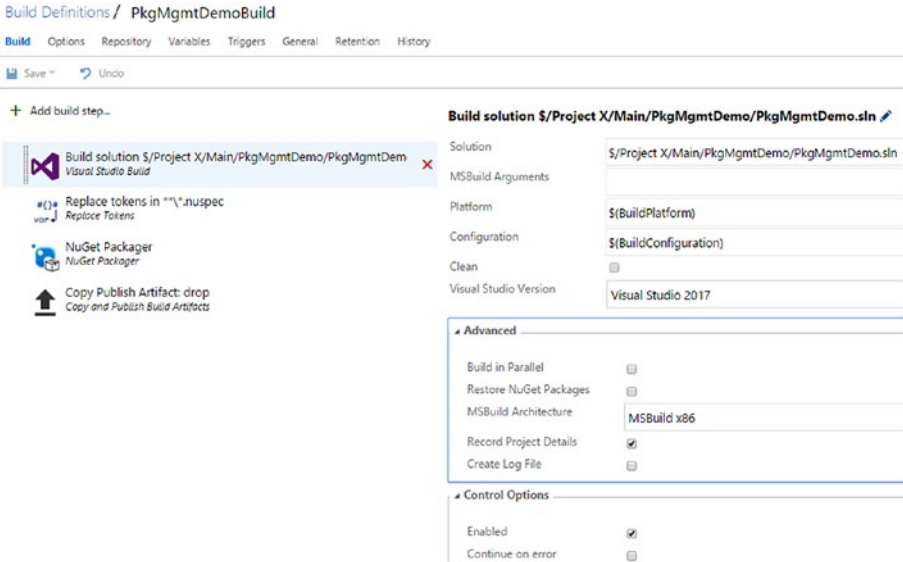 Build Definitions / PkgMgmtDemoBuild
Build Options Repository Variables Triggers General Retention History
Save Undo
+ Add build step...
Build solution $/Project X/Main/PkgMgmtDemo/PkgMgmtDem
Visual Studio Build
Replace tokens in **\*.nuspec
Replace Tokens
NuGet Packager
NuGet Packager
Copy Publish Artifact: drop
Copy and Publish Build Artifacts
Build solution $/Project X/Main/PkgMgmtDemo/PkgMgmtDemo.sln
Solution $/Project X/Main/PkgMgmtDemo/PkgMgmtDemo.sln
MSBuild Arguments
Platform $(BuildPlatform)
Configuration $(BuildConfiguration)
Clean
Visual Studio Version Visual Studio 2017
Advanced
Build in Parallel
Restore NuGet Packages
MSBuild Architecture MSBuild x86
Record Project Details
Create Log File
Control Options
Enabled
Continue on error